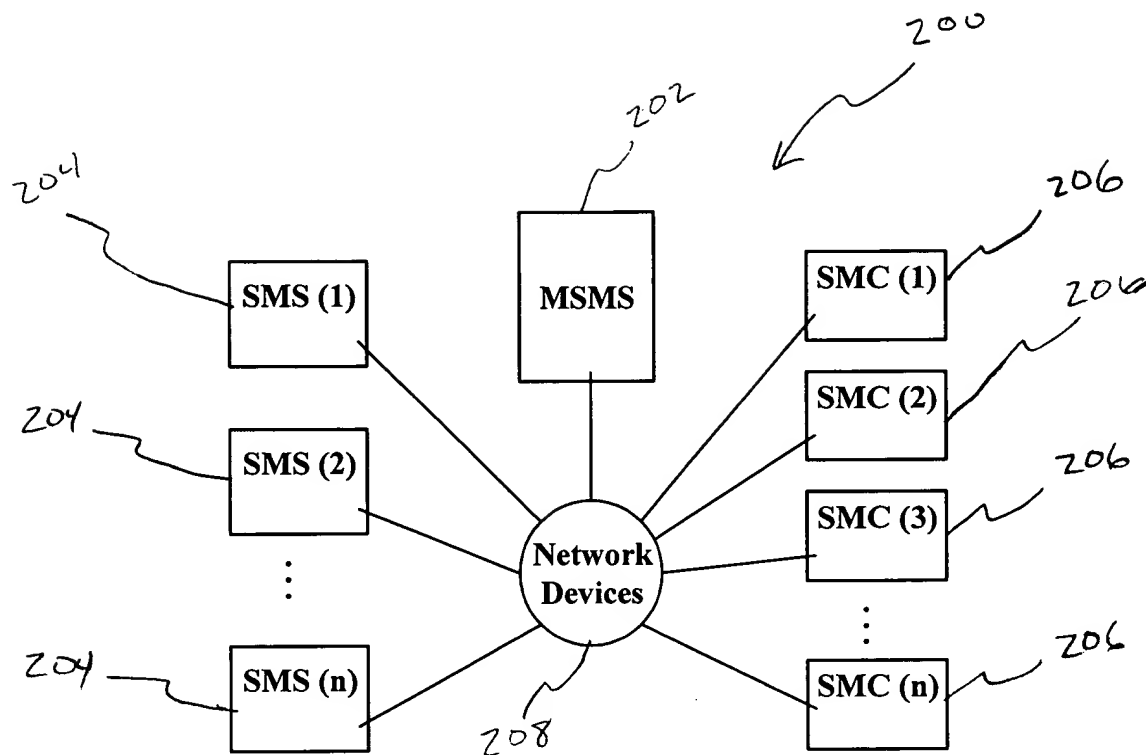 200
202
204
206
SMS (1)
MSMS
SMC (1)
206
SMC (2)
204
SMS (2)
206
SMC (3)
Network
Devices
⋮
⋮
204
SMS (n)
SMC (n)
206
208